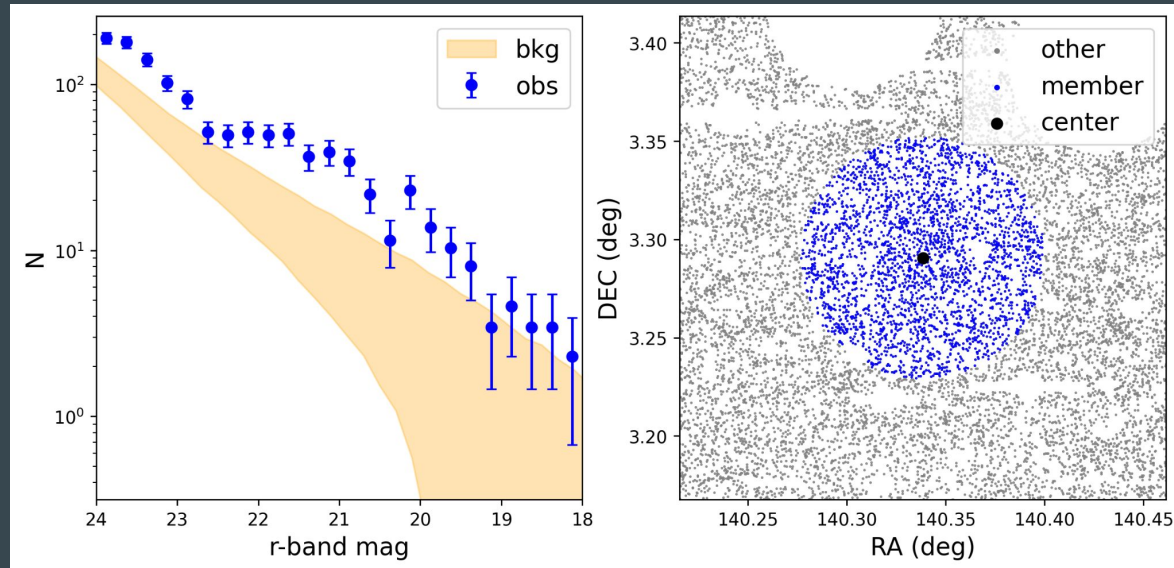 bkg
obs
10²
10¹
10⁰
N
24 23 22 21 20 19 18
r-band mag
other
member
center
3.40
3.35
3.30
3.25
3.20
DEC (deg)
140.25 140.30 140.35 140.40 140.45
RA (deg)